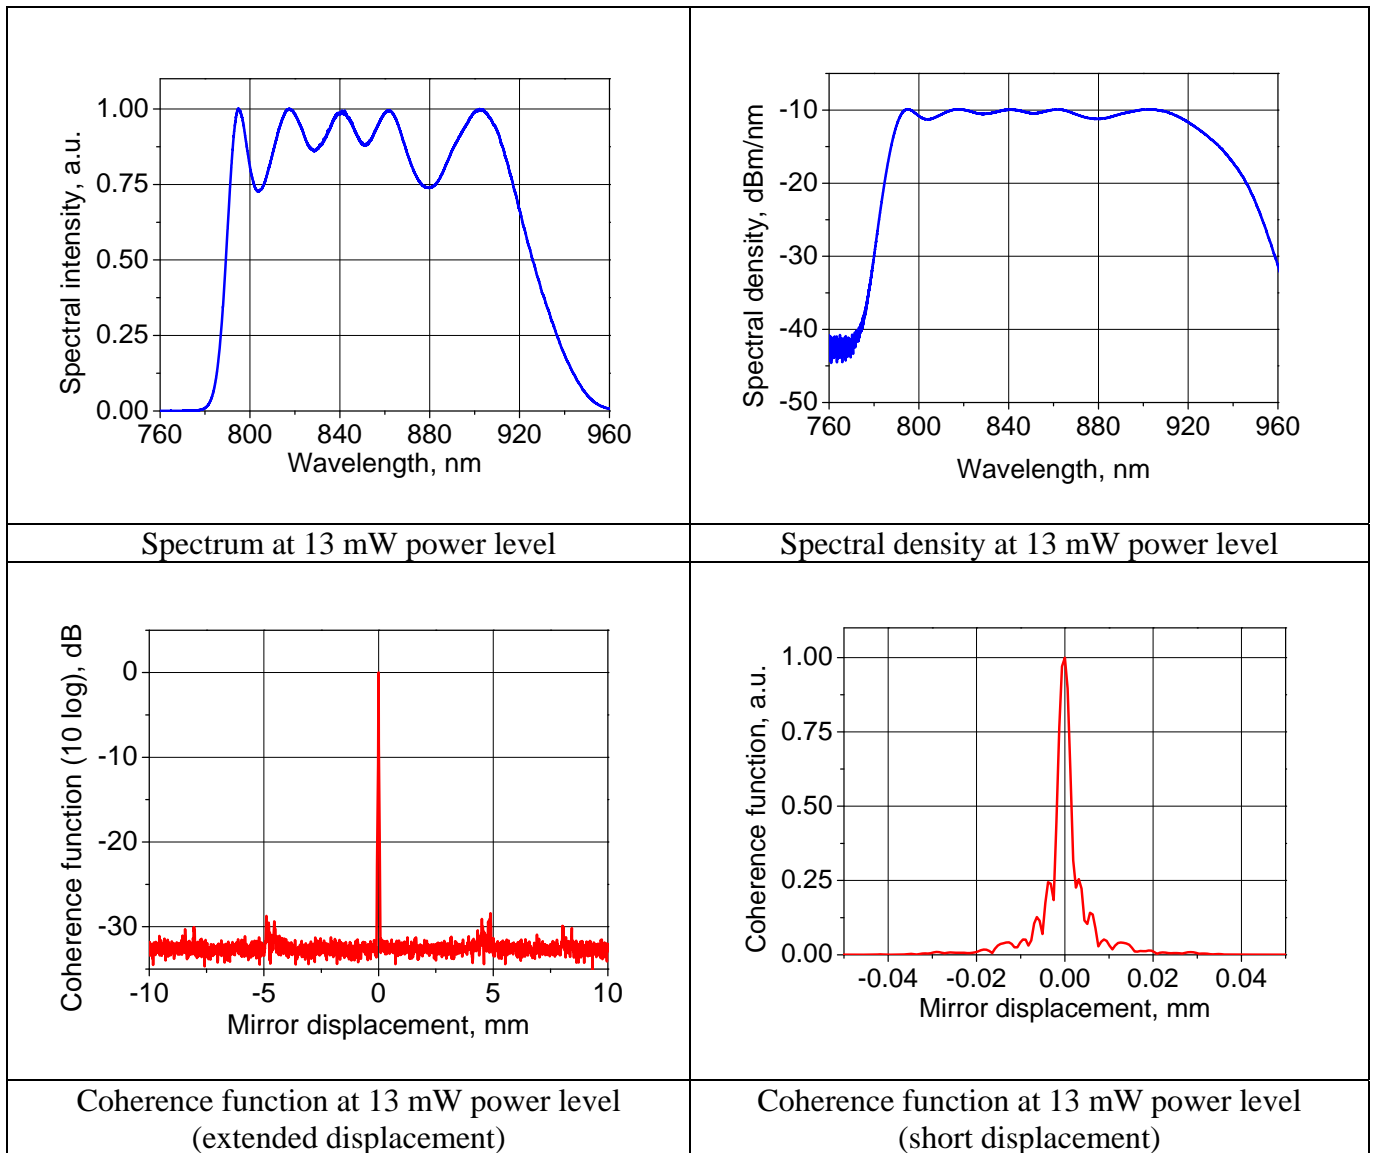 Spectral intensity, a.u.
1.00
0.75
0.50
0.25
0.00
760 800 840 880 920 960
Wavelength, nm
Spectrum at 13 mW power level
Spectral density, dBm/nm
-10
-20
-30
-40
-50
760 800 840 880 920 960
Wavelength, nm
Spectral density at 13 mW power level
Coherence function (10 log), dB
0
-10
-20
-30
-10 -5 0 5 10
Mirror displacement, mm
Coherence function at 13 mW power level
(extended displacement)
Coherence function, a.u.
1.00
0.75
0.50
0.25
0.00
-0.04 -0.02 0.00 0.02 0.04
Mirror displacement, mm
Coherence function at 13 mW power level
(short displacement)